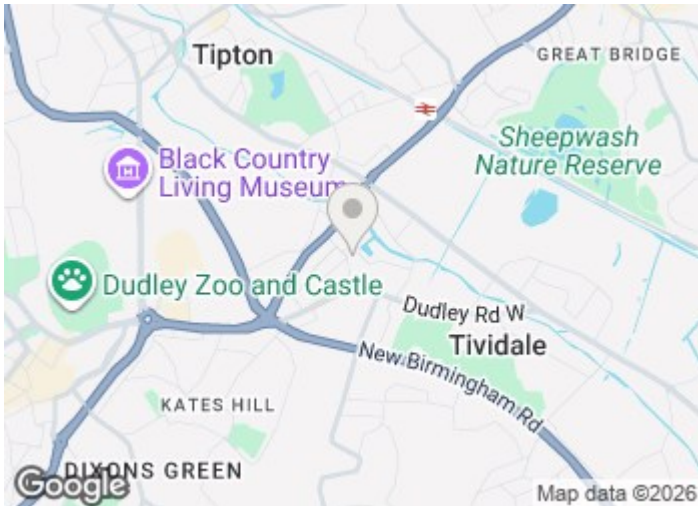 Tipton
GREAT BRIDGE
Sheepwash
Nature Reserve
Black Country
Living Museum
Dudley Zoo and Castle
Dudley Rd W
Tividale
New Birmingham Rd
KATES HILL
DIXONS GREEN
Google
Map data ©2026